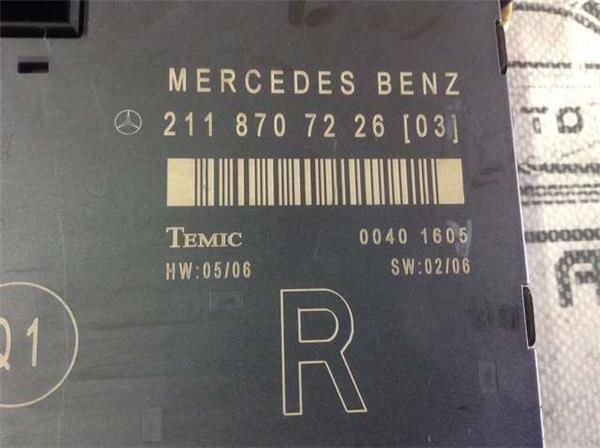 MERCEDES BENZ
211 870 72 26 [03]
TEMIC 0040 1605
HW:05/06 SW:02/06
Q1
R